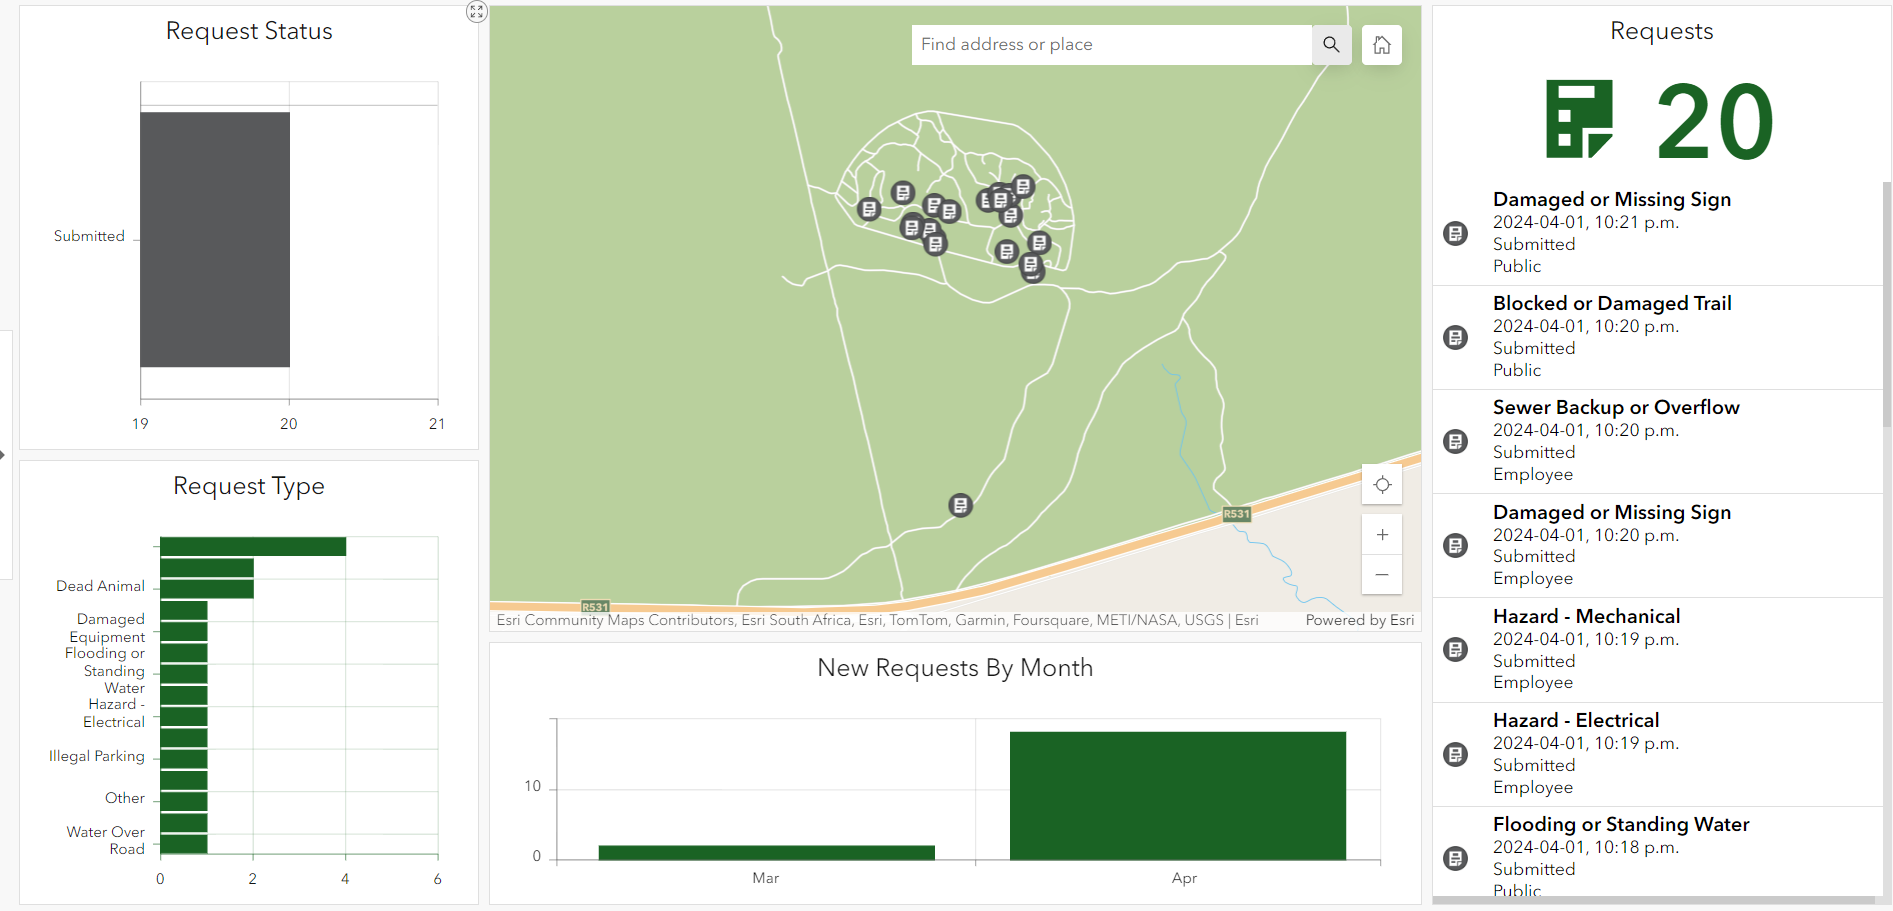 Request Status
Submitted
19
20
21
Request Type
Dead Animal
Damaged
Equipment
Flooding or
Standing
Water
Hazard -
Electrical
Illegal Parking
Other
Water Over
Road
0
2
4
6
Find address or place
R531
R531
Esri Community Maps Contributors, Esri South Africa, Esri, TomTom, Garmin, Foursquare, METI/NASA, USGS | Esri
Powered by Esri
New Requests By Month
10
0
Mar
Apr
Requests
20
Damaged or Missing Sign
2024-04-01, 10:21 p.m.
Submitted
Public
Blocked or Damaged Trail
2024-04-01, 10:20 p.m.
Submitted
Public
Sewer Backup or Overflow
2024-04-01, 10:20 p.m.
Submitted
Employee
Damaged or Missing Sign
2024-04-01, 10:20 p.m.
Submitted
Employee
Hazard - Mechanical
2024-04-01, 10:19 p.m.
Submitted
Employee
Hazard - Electrical
2024-04-01, 10:19 p.m.
Submitted
Employee
Flooding or Standing Water
2024-04-01, 10:18 p.m.
Submitted
Public